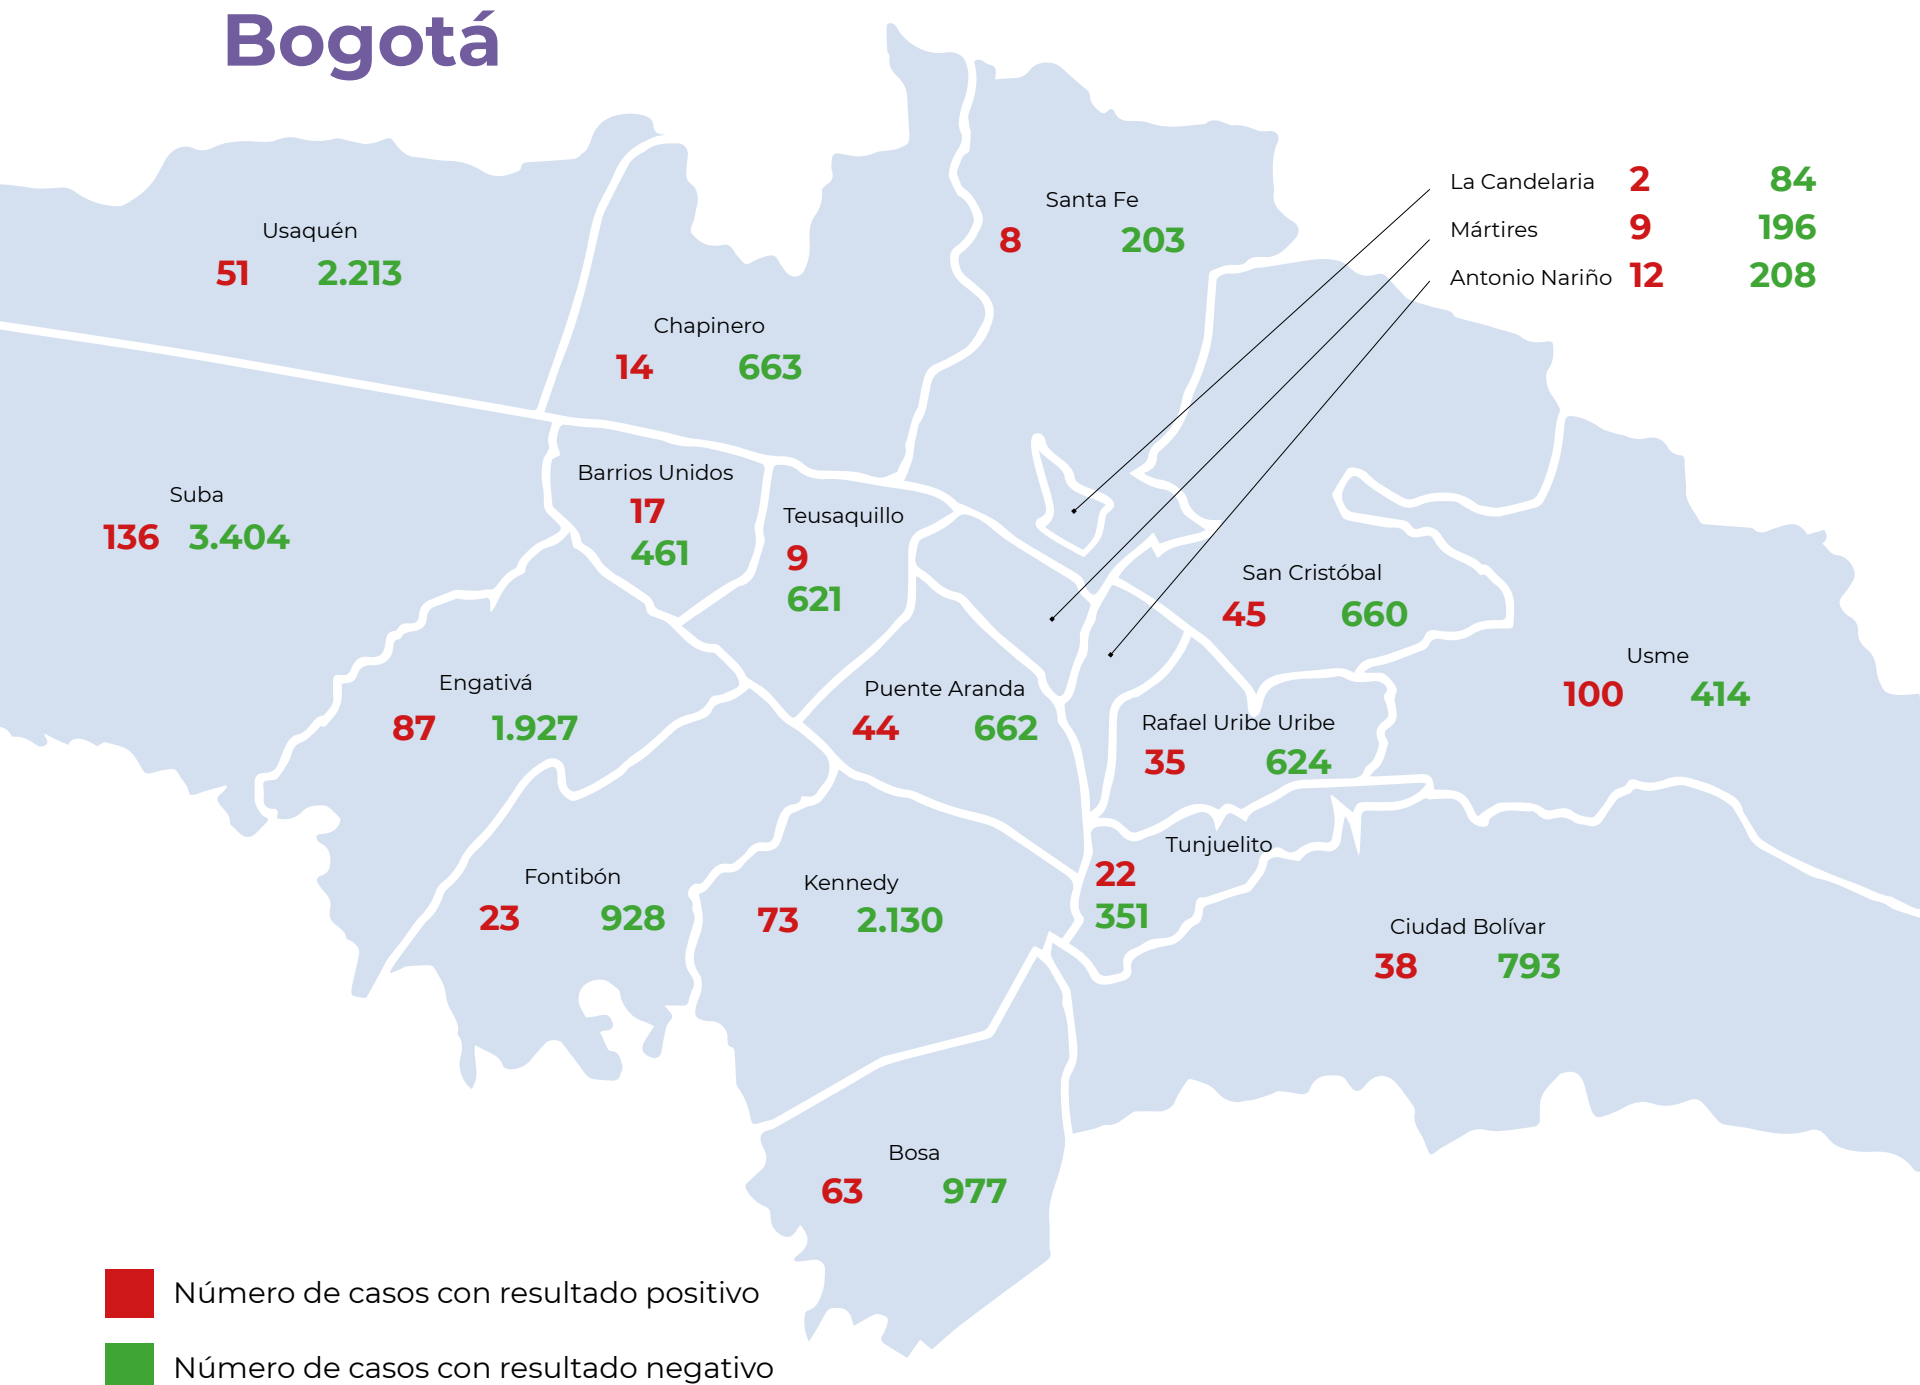 Bogotá
La Candelaria 2 84
Mártires 9 196
Antonio Nariño 12 208
Santa Fe
8 203
Usaquén
51 2.213
Chapinero
14 663
Suba
136 3.404
Barrios Unidos
17
461
Teusaquillo
9
621
San Cristóbal
45 660
Usme
100 414
Engativá
87 1.927
Puente Aranda
44 662
Rafael Uribe Uribe
35 624
Tunjuelito
22
351
Fontibón
23 928
Kennedy
73 2.130
Ciudad Bolívar
38 793
Bosa
63 977
Número de casos con resultado positivo
Número de casos con resultado negativo